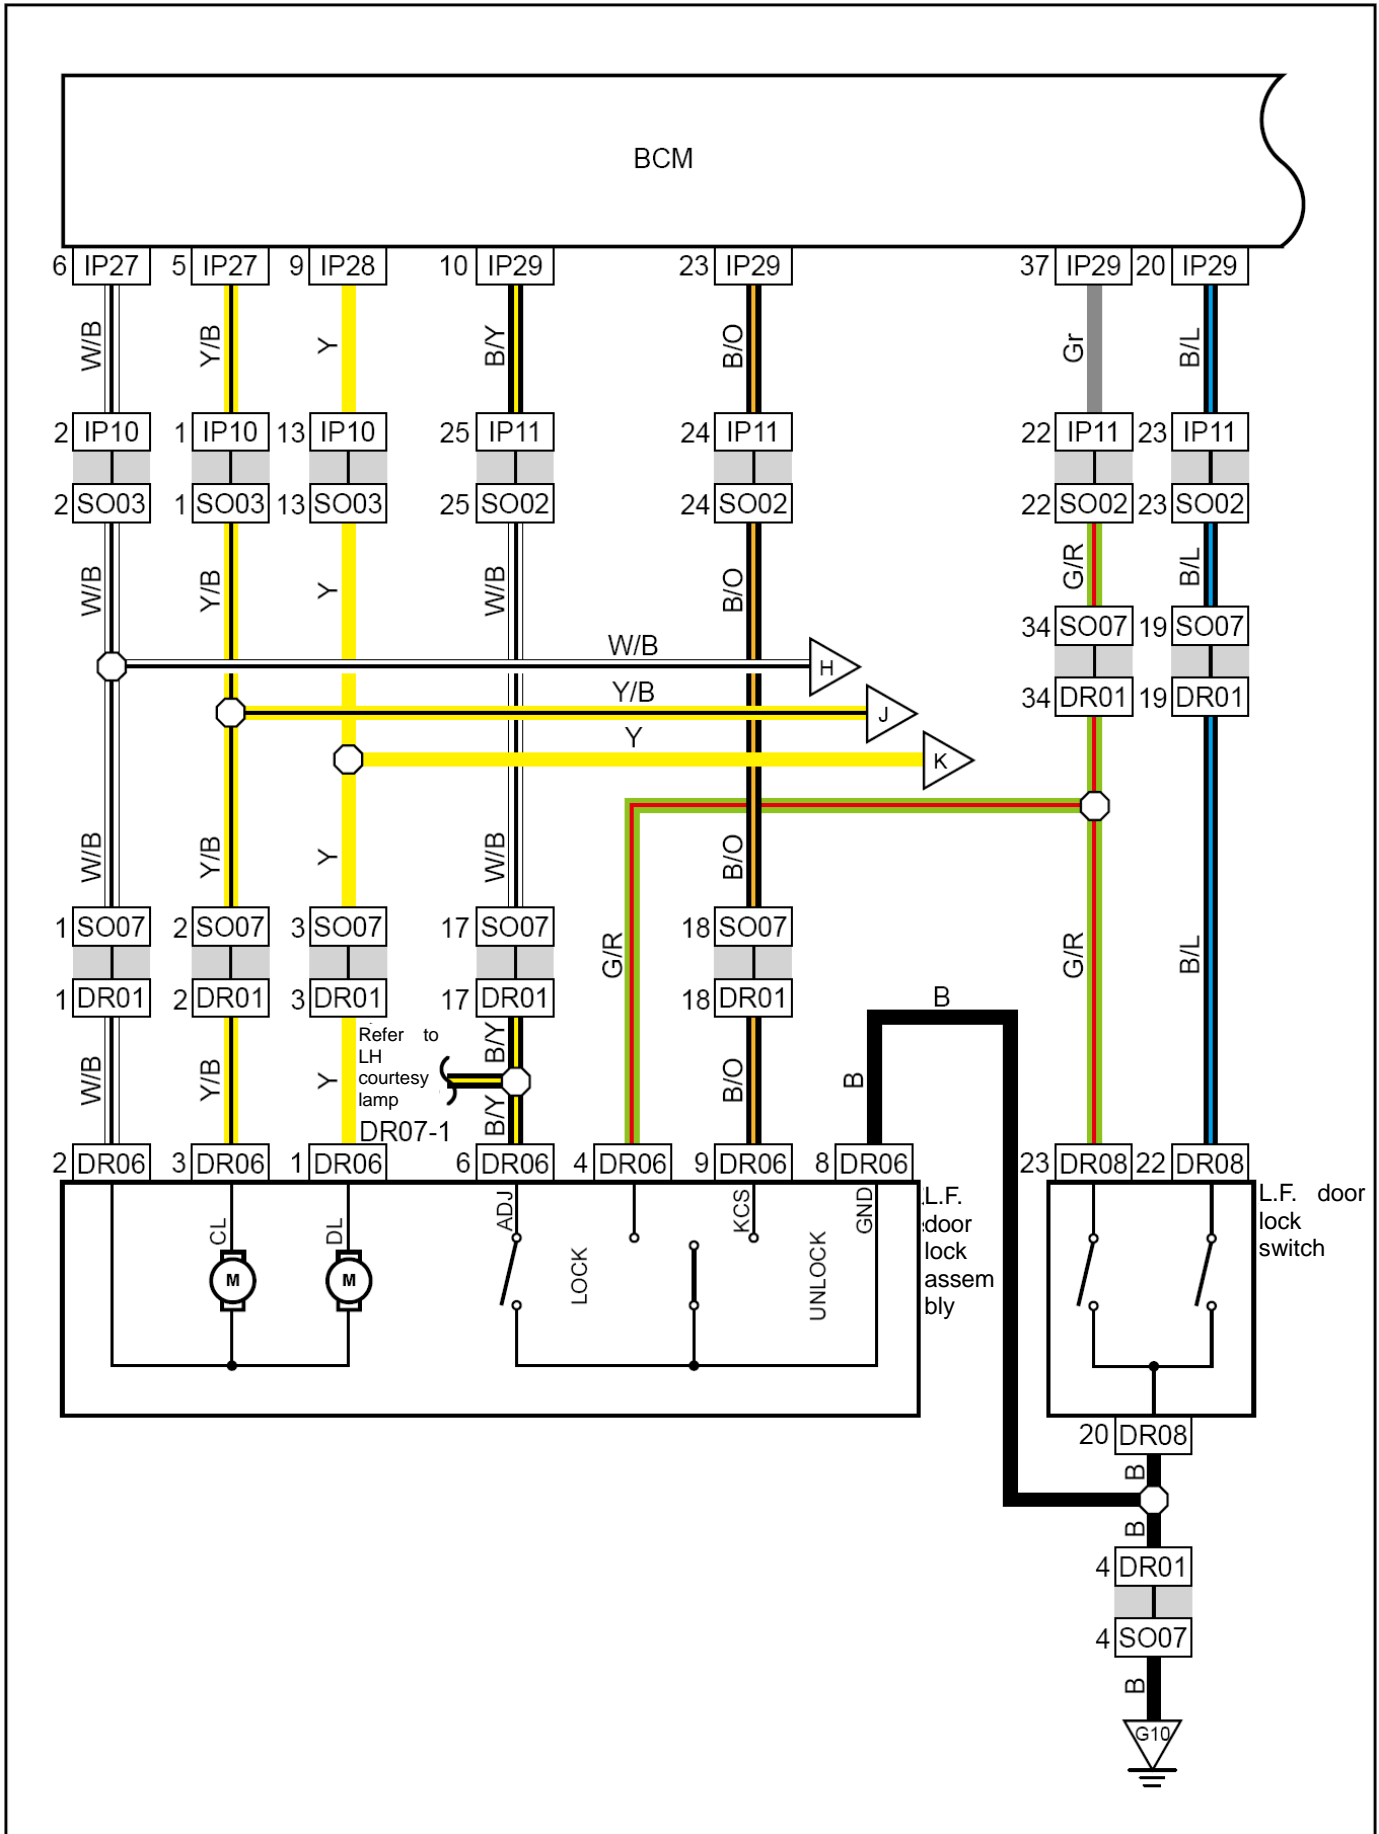 BCM
6 IP27 5 IP27 9 IP28 10 IP29 23 IP29 37 IP29 20 IP29
W/B Y/B Y B/Y B/O Gr B/L
2 IP10 1 IP10 13 IP10 25 IP11 24 IP11 22 IP11 23 IP11
2 SO03 1 SO03 13 SO03 25 SO02 24 SO02 22 SO02 23 SO02
W/B Y/B Y W/B B/O G/R B/L
34 SO07 19 SO07
W/B H
34 DR01 19 DR01
Y/B J
Y K
W/B Y/B Y W/B B/O
1 SO07 2 SO07 3 SO07 17 SO07 18 SO07
G/R G/R B/L
1 DR01 2 DR01 3 DR01 17 DR01 18 DR01
B
Refer to
LH
courtesy
lamp
DR07-1
W/B Y/B Y B/Y B/Y B/O B
2 DR06 3 DR06 1 DR06 6 DR06 4 DR06 9 DR06 8 DR06 23 DR08 22 DR08
CL DL ADJ KCS GND
M M LOCK UNLOCK
L.F.
door
lock
assem
bly
L.F. door
lock
switch
20 DR08
B
B
4 DR01
4 SO07
B
G10